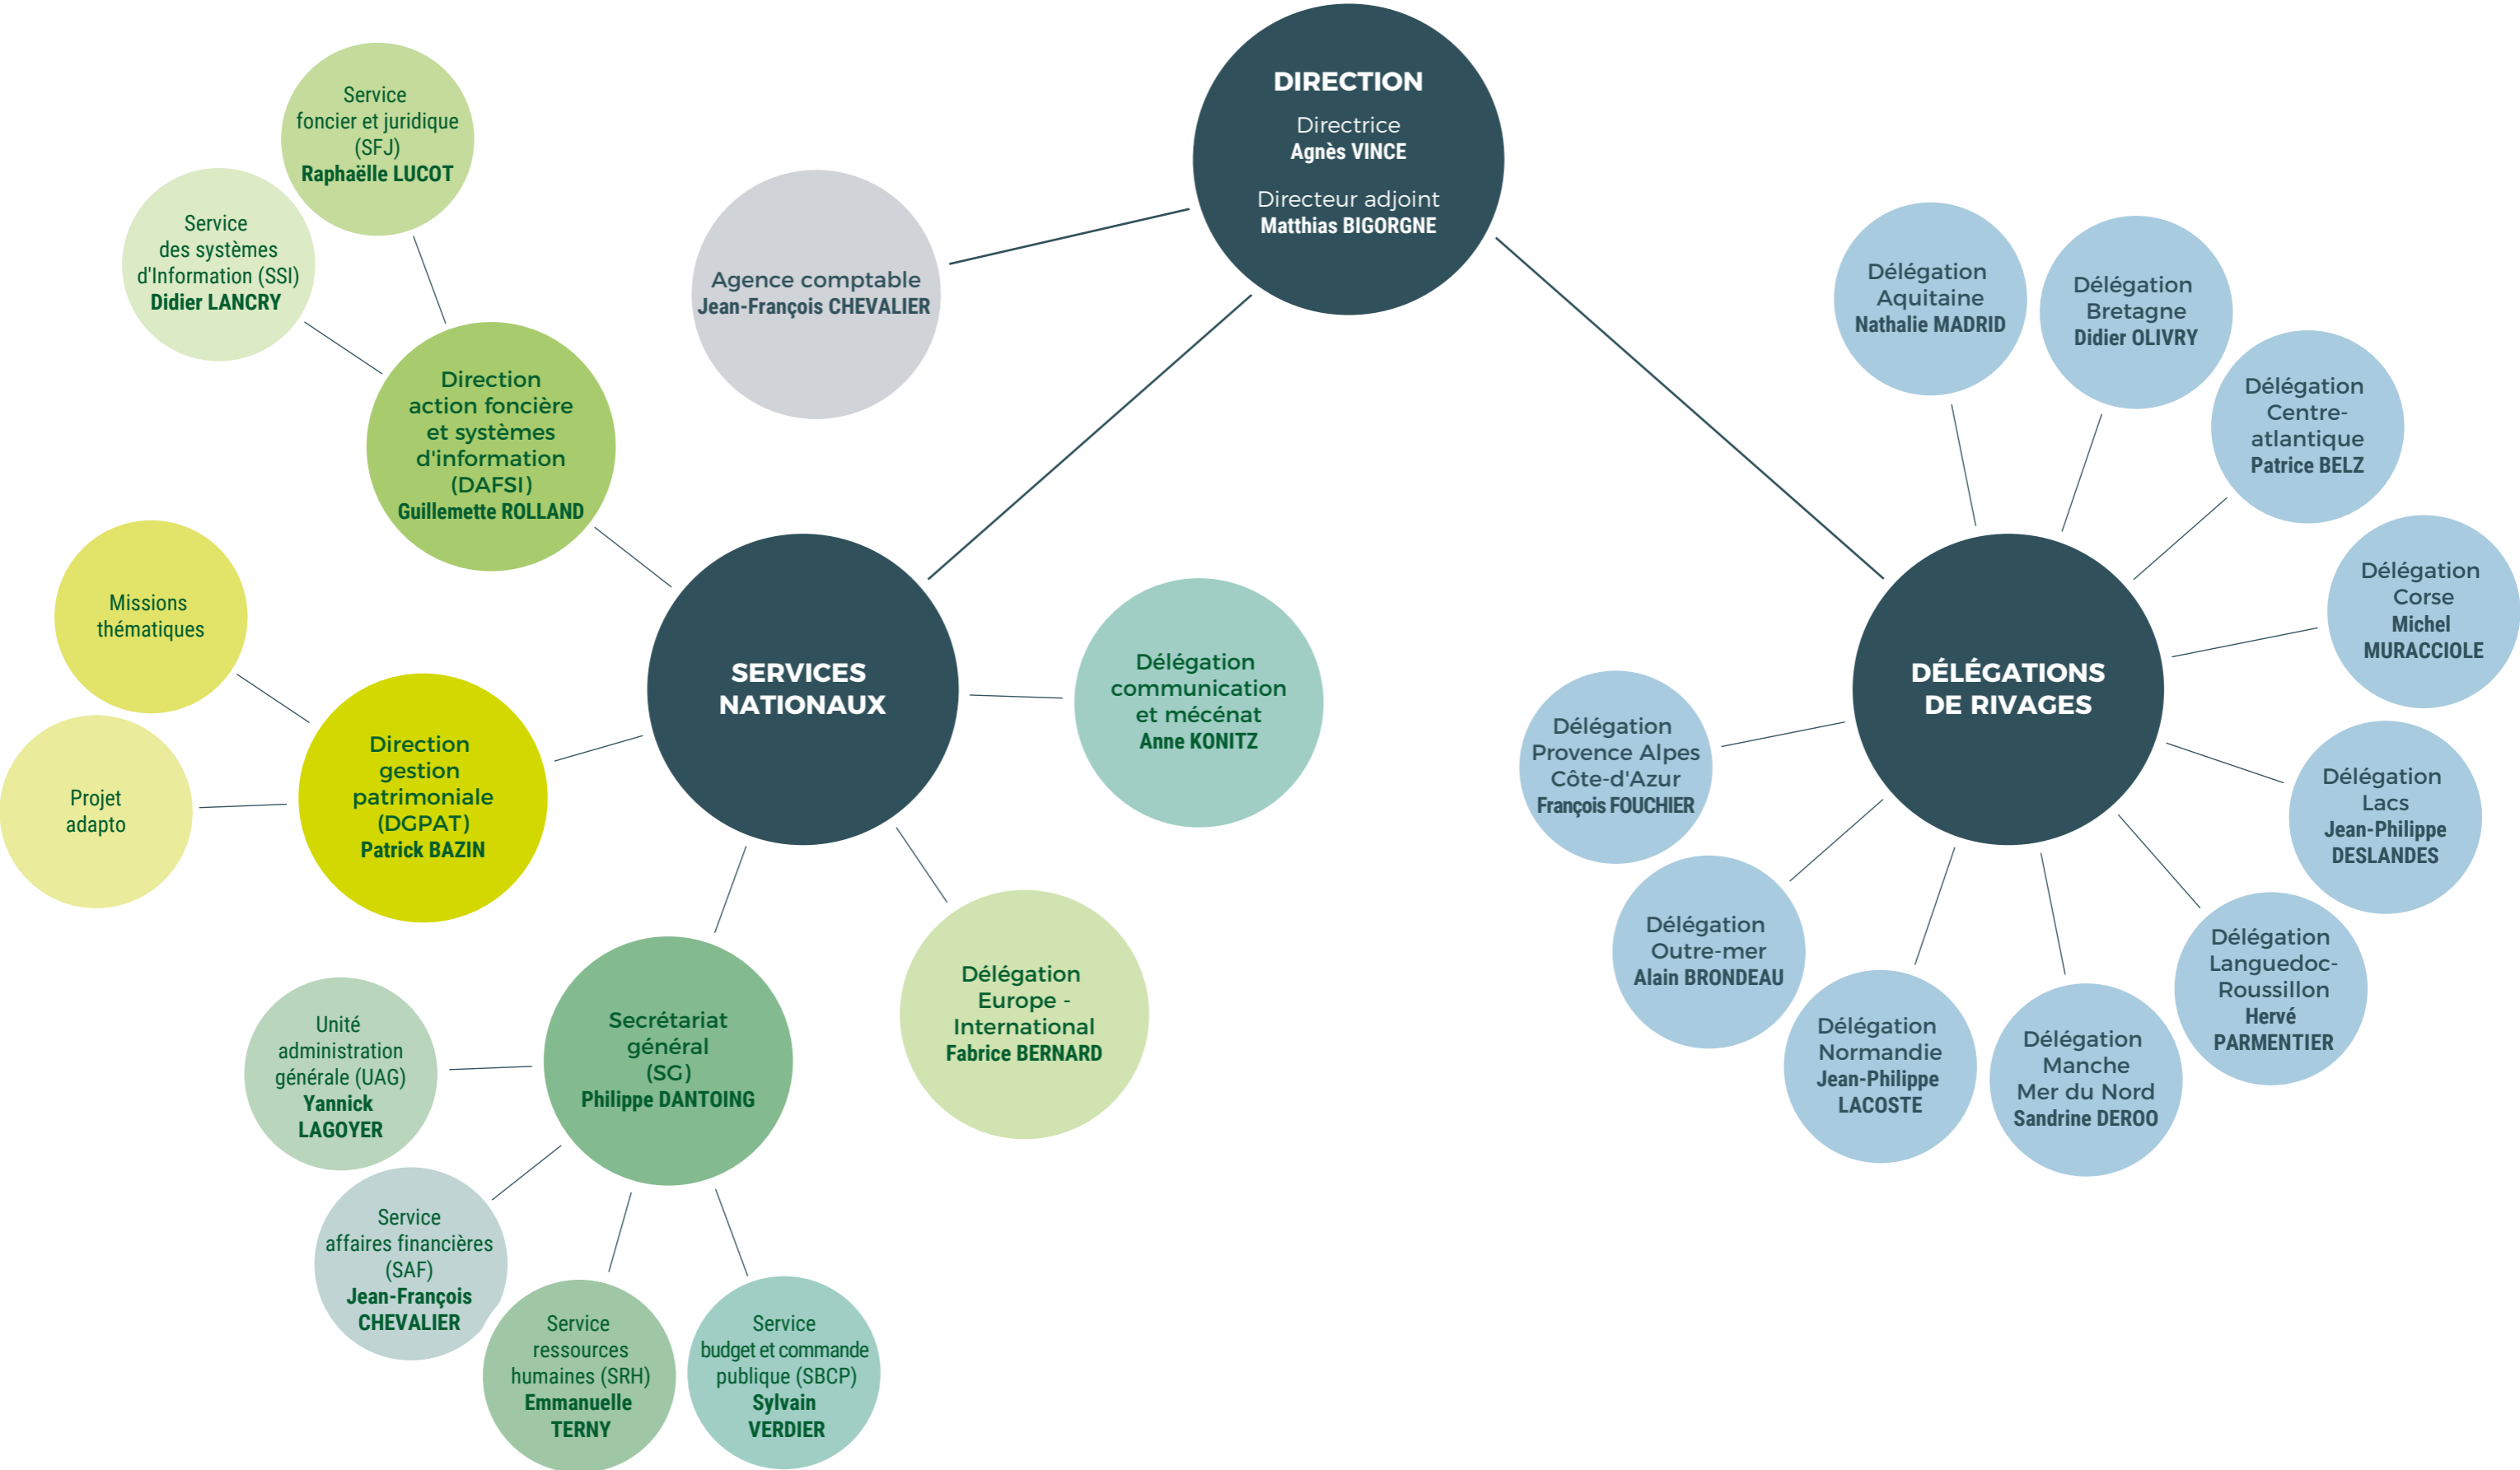 DIRECTION
Directrice
Agnès VINCE
Directeur adjoint
Matthias BIGORGNE
Agence comptable
Jean-François CHEVALIER
SERVICES
NATIONAUX
Service
foncier et juridique
(SFJ)
Raphaëlle LUCOT
Service
des systèmes
d'Information (SSI)
Didier LANCRY
Direction
action foncière
et systèmes
d'information
(DAFSI)
Guillemette ROLLAND
Missions
thématiques
Projet
adapto
Direction
gestion
patrimoniale
(DGPAT)
Patrick BAZIN
Secrétariat
général
(SG)
Philippe DANTOING
Unité
administration
générale (UAG)
Yannick
LAGOYER
Service
affaires financières
(SAF)
Jean-François
CHEVALIER
Service
ressources
humaines (SRH)
Emmanuelle
TERNY
Service
budget et commande
publique (SBCP)
Sylvain
VERDIER
Délégation
Europe -
International
Fabrice BERNARD
Délégation
communication
et mécénat
Anne KONITZ
DÉLÉGATIONS
DE RIVAGES
Délégation
Aquitaine
Nathalie MADRID
Délégation
Bretagne
Didier OLIVRY
Délégation
Centre-
atlantique
Patrice BELZ
Délégation
Corse
Michel
MURACCIOLE
Délégation
Lacs
Jean-Philippe
DESLANDES
Délégation
Languedoc-
Roussillon
Hervé
PARMENTIER
Délégation
Manche
Mer du Nord
Sandrine DEROO
Délégation
Normandie
Jean-Philippe
LACOSTE
Délégation
Outre-mer
Alain BRONDEAU
Délégation
Provence Alpes
Côte-d'Azur
François FOUCHIER